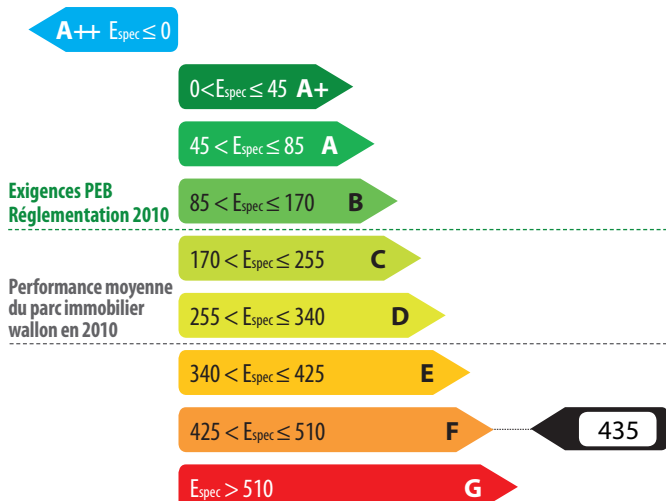 A++ Espec ≤ 0
0 < Espec ≤ 45 A+
45 < Espec ≤ 85 A
Exigences PEB
Réglementation 2010
85 < Espec ≤ 170 B
170 < Espec ≤ 255 C
Performance moyenne
du parc immobilier
wallon en 2010
255 < Espec ≤ 340 D
340 < Espec ≤ 425 E
425 < Espec ≤ 510 F
435
Espec > 510 G